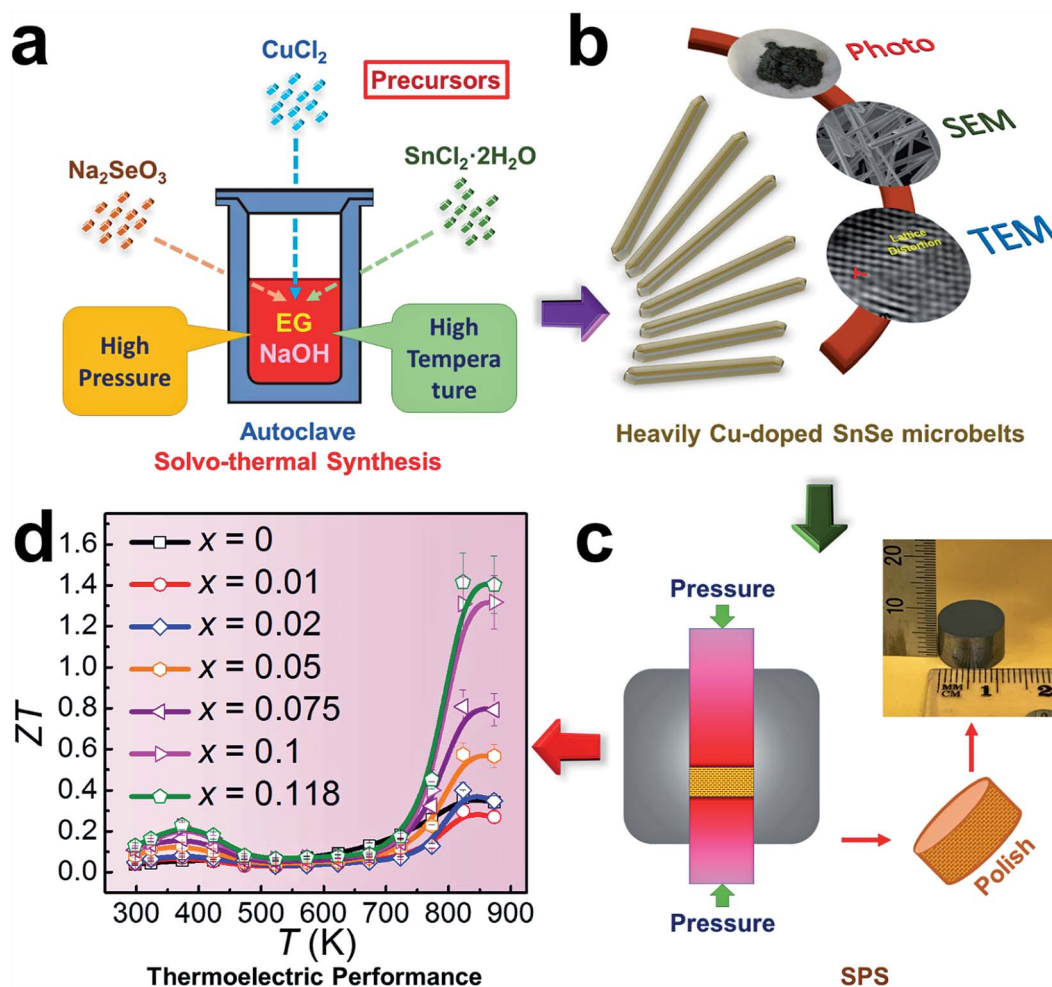 a
CuCl₂
Precursors
Na₂SeO₃
SnCl₂·2H₂O
EG
NaOH
High
Pressure
High
Tempera
ture
Autoclave
Solvo-thermal Synthesis
b
Photo
SEM
TEM
Lattice
Distortion
Heavily Cu-doped SnSe microbelts
c
Pressure
Pressure
20
10
MM
CM
1
2
Polish
SPS
d
x = 0
x = 0.01
x = 0.02
x = 0.05
x = 0.075
x = 0.1
x = 0.118
ZT
1.6
1.4
1.2
1.0
0.8
0.6
0.4
0.2
0.0
300 400 500 600 700 800 900
T (K)
Thermoelectric Performance